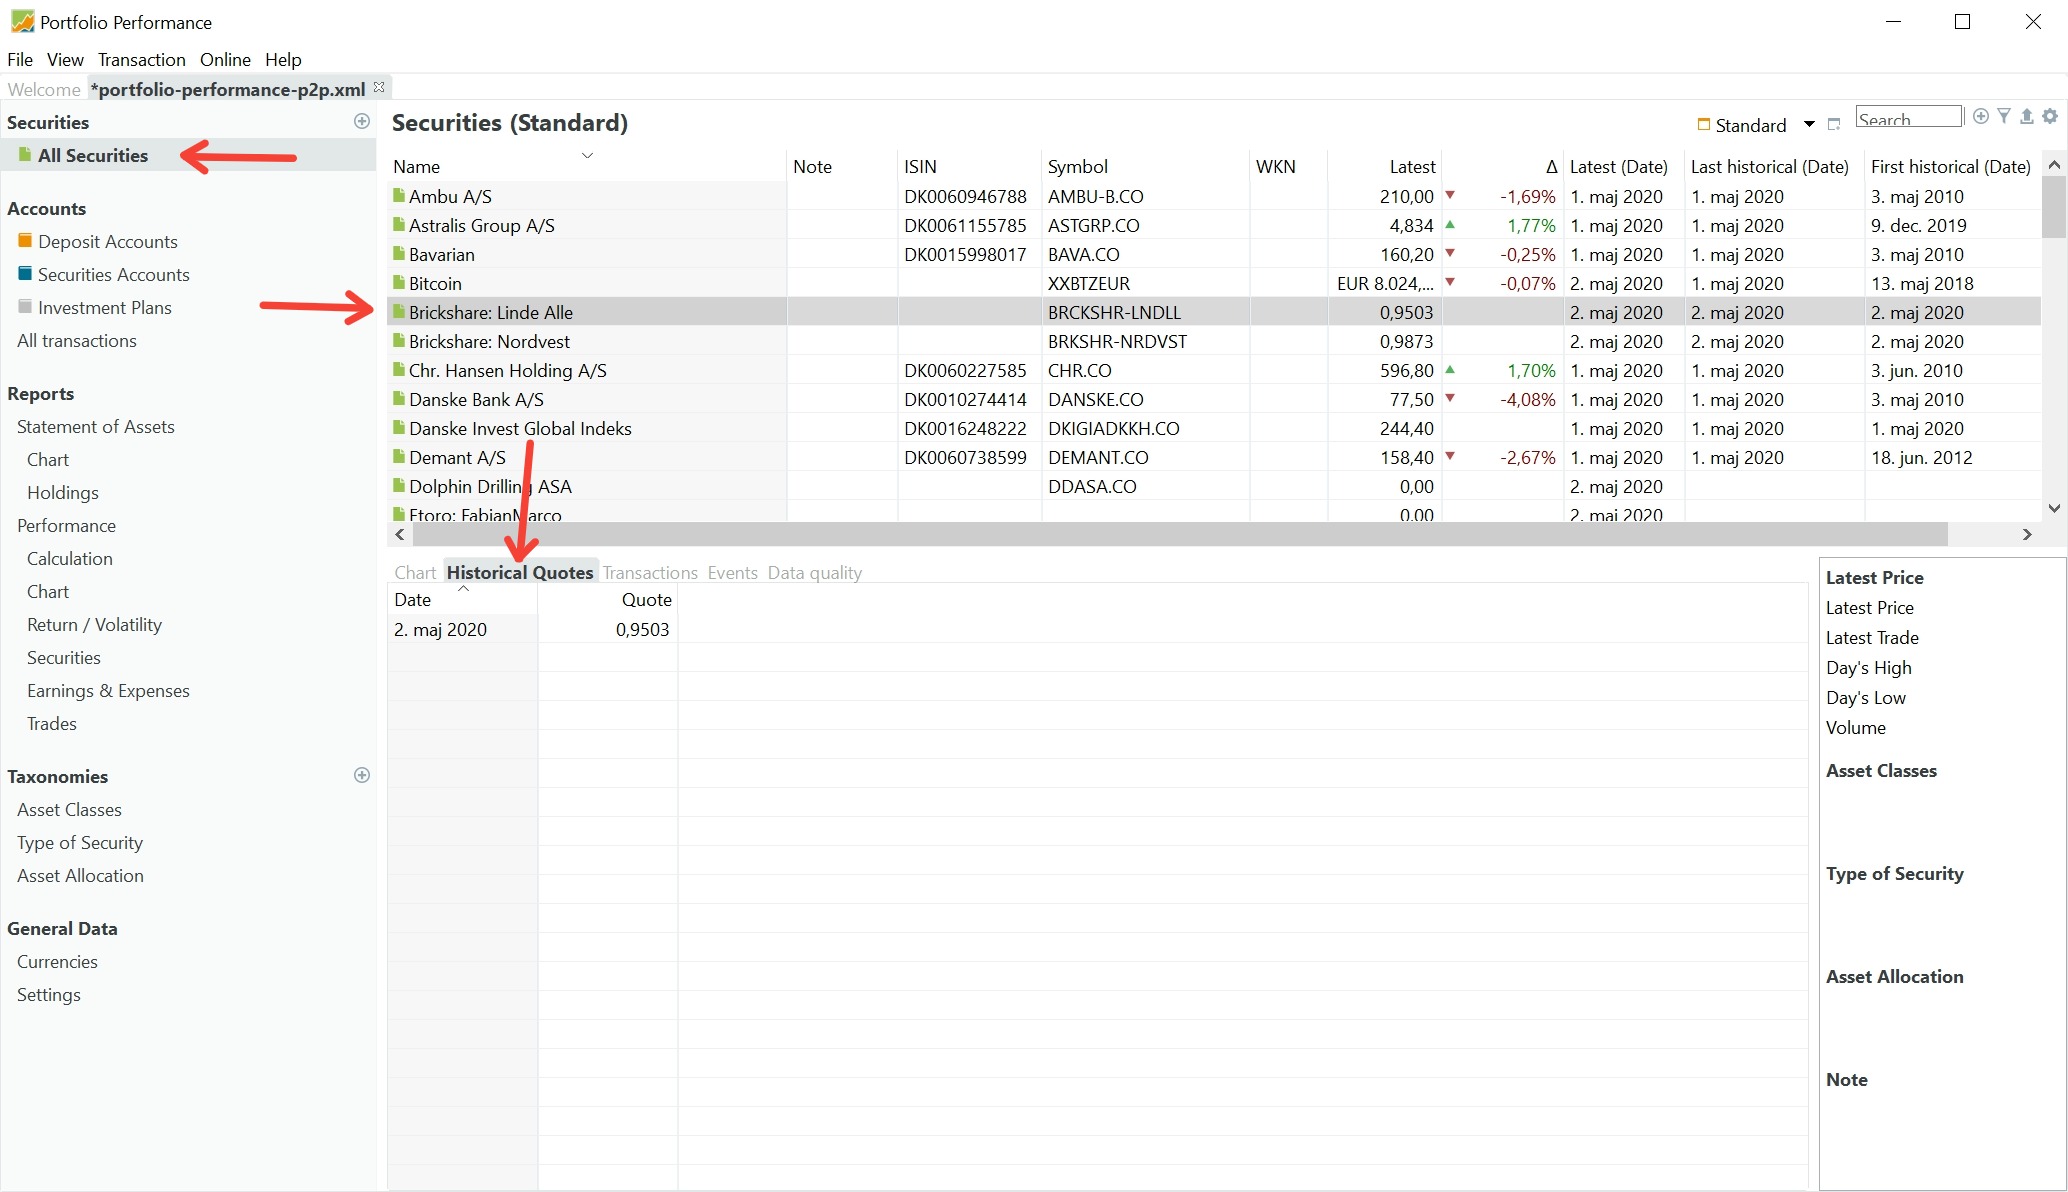 Portfolio Performance
File View Transaction Online Help
Welcome *portfolio-performance-p2p.xml
Securities
All Securities
Accounts
Deposit Accounts
Securities Accounts
Investment Plans
All transactions
Reports
Statement of Assets
Chart
Holdings
Performance
Calculation
Chart
Return / Volatility
Securities
Earnings & Expenses
Trades
Taxonomies
Asset Classes
Type of Security
Asset Allocation
General Data
Currencies
Settings
Securities (Standard)
Standard Search
Name Note ISIN Symbol WKN Latest Δ Latest (Date) Last historical (Date) First historical (Date)
Ambu A/S DK0060946788 AMBU-B.CO 210,00 -1,69% 1. maj 2020 1. maj 2020 3. maj 2010
Astralis Group A/S DK0061155785 ASTGRP.CO 4,834 1,77% 1. maj 2020 1. maj 2020 9. dec. 2019
Bavarian DK0015998017 BAVA.CO 160,20 -0,25% 1. maj 2020 1. maj 2020 3. maj 2010
Bitcoin XXBTZEUR EUR 8.024,... -0,07% 2. maj 2020 1. maj 2020 13. maj 2018
Brickshare: Linde Alle BRCKSHR-LNDLL 0,9503 2. maj 2020 2. maj 2020 2. maj 2020
Brickshare: Nordvest BRKSHR-NRDVST 0,9873 2. maj 2020 2. maj 2020 2. maj 2020
Chr. Hansen Holding A/S DK0060227585 CHR.CO 596,80 1,70% 1. maj 2020 1. maj 2020 3. jun. 2010
Danske Bank A/S DK0010274414 DANSKE.CO 77,50 -4,08% 1. maj 2020 1. maj 2020 3. maj 2010
Danske Invest Global Indeks DK0016248222 DKIGIADKKH.CO 244,40 1. maj 2020 1. maj 2020 1. maj 2020
Demant A/S DK0060738599 DEMANT.CO 158,40 -2,67% 1. maj 2020 1. maj 2020 18. jun. 2012
Dolphin Drilling ASA DDASA.CO 0,00 2. maj 2020
Etoro: FabianMarco 0,00 2. maj 2020
Chart Historical Quotes Transactions Events Data quality
Date Quote
2. maj 2020 0,9503
Latest Price
Latest Price
Latest Trade
Day's High
Day's Low
Volume
Asset Classes
Type of Security
Asset Allocation
Note